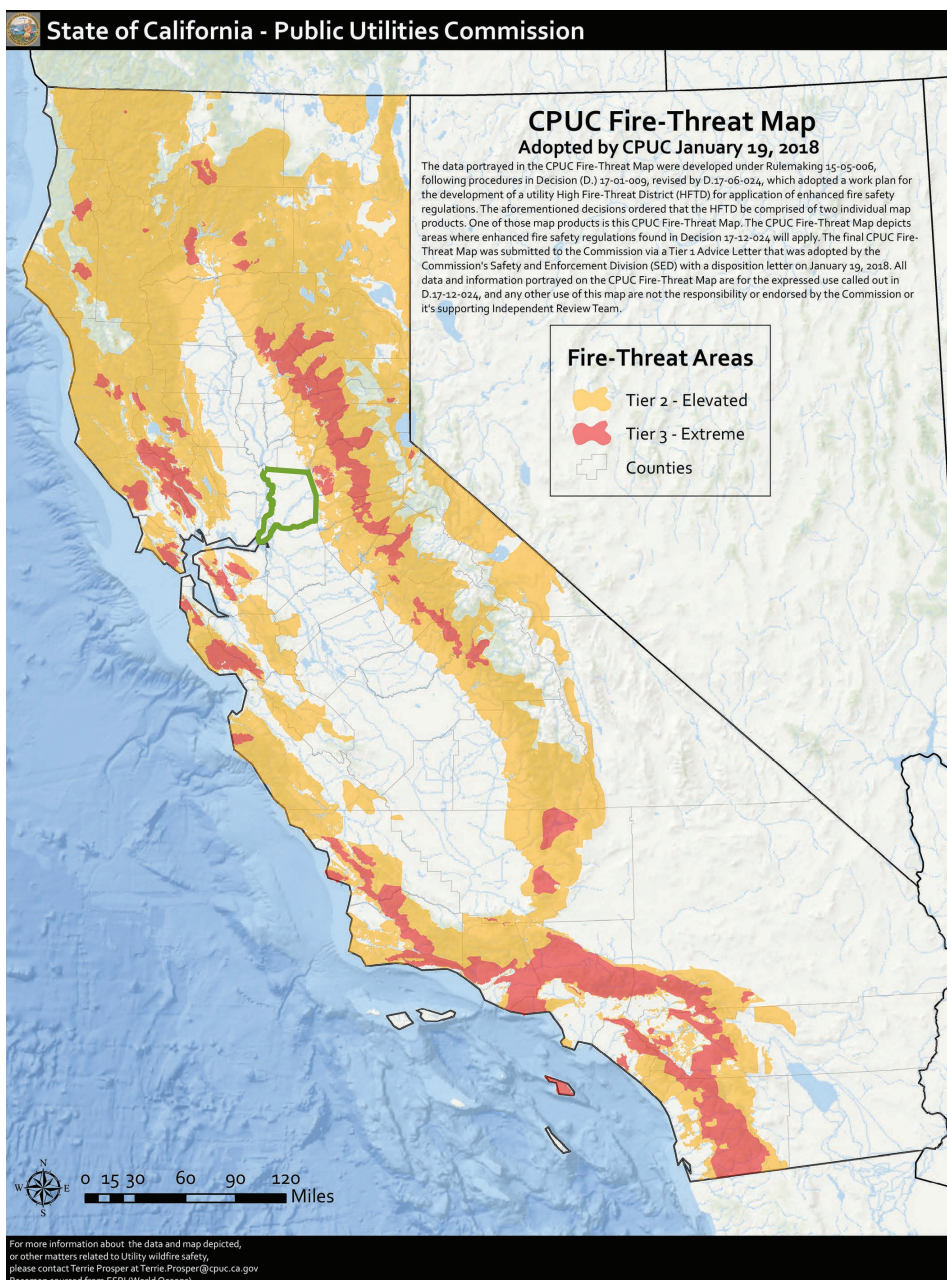 State of California - Public Utilities Commission
CPUC Fire-Threat Map
Adopted by CPUC January 19, 2018
The data portrayed in the CPUC Fire-Threat Map were developed under Rulemaking 15-05-006,
following procedures in Decision (D.) 17-01-009, revised by D.17-06-024, which adopted a work plan for
the development of a utility High Fire-Threat District (HFTD) for application of enhanced fire safety
regulations. The aforementioned decisions ordered that the HFTD be comprised of two individual map
products. One of those map products is this CPUC Fire-Threat Map. The CPUC Fire-Threat Map depicts
areas where enhanced fire safety regulations found in Decision 17-12-024 will apply. The final CPUC Fire-
Threat Map was submitted to the Commission via a Tier 1 Advice Letter that was adopted by the
Commission's Safety and Enforcement Division (SED) with a disposition letter on January 19, 2018. All
data and information portrayed on the CPUC Fire-Threat Map are for the expressed use called out in
D.17-12-024, and any other use of this map are not the responsibility or endorsed by the Commission or
it's supporting Independent Review Team.
Fire-Threat Areas
Tier 2 - Elevated
Tier 3 - Extreme
Counties
N
W E
S
0 15 30 60 90 120
Miles
For more information about the data and map depicted,
or other matters related to Utility wildfire safety,
please contact Terrie Prosper at Terrie.Prosper@cpuc.ca.gov
Basemap sourced from ESRI (World Oceans)